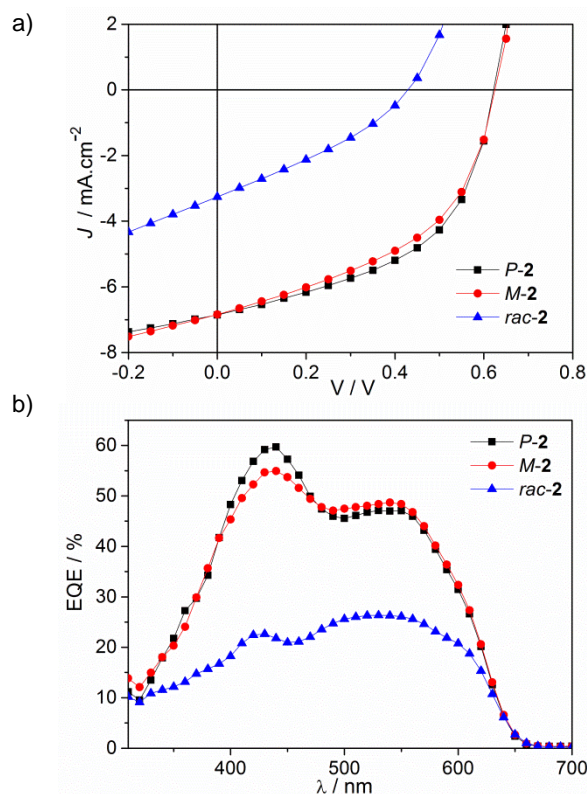 a)
2
0
-2
-4
-6
-8
J / mA.cm⁻²
P-2
M-2
rac-2
-0.2 0.0 0.2 0.4 0.6 0.8
V / V
b)
60
50
40
30
20
10
0
EQE / %
P-2
M-2
rac-2
400 500 600 700
λ / nm